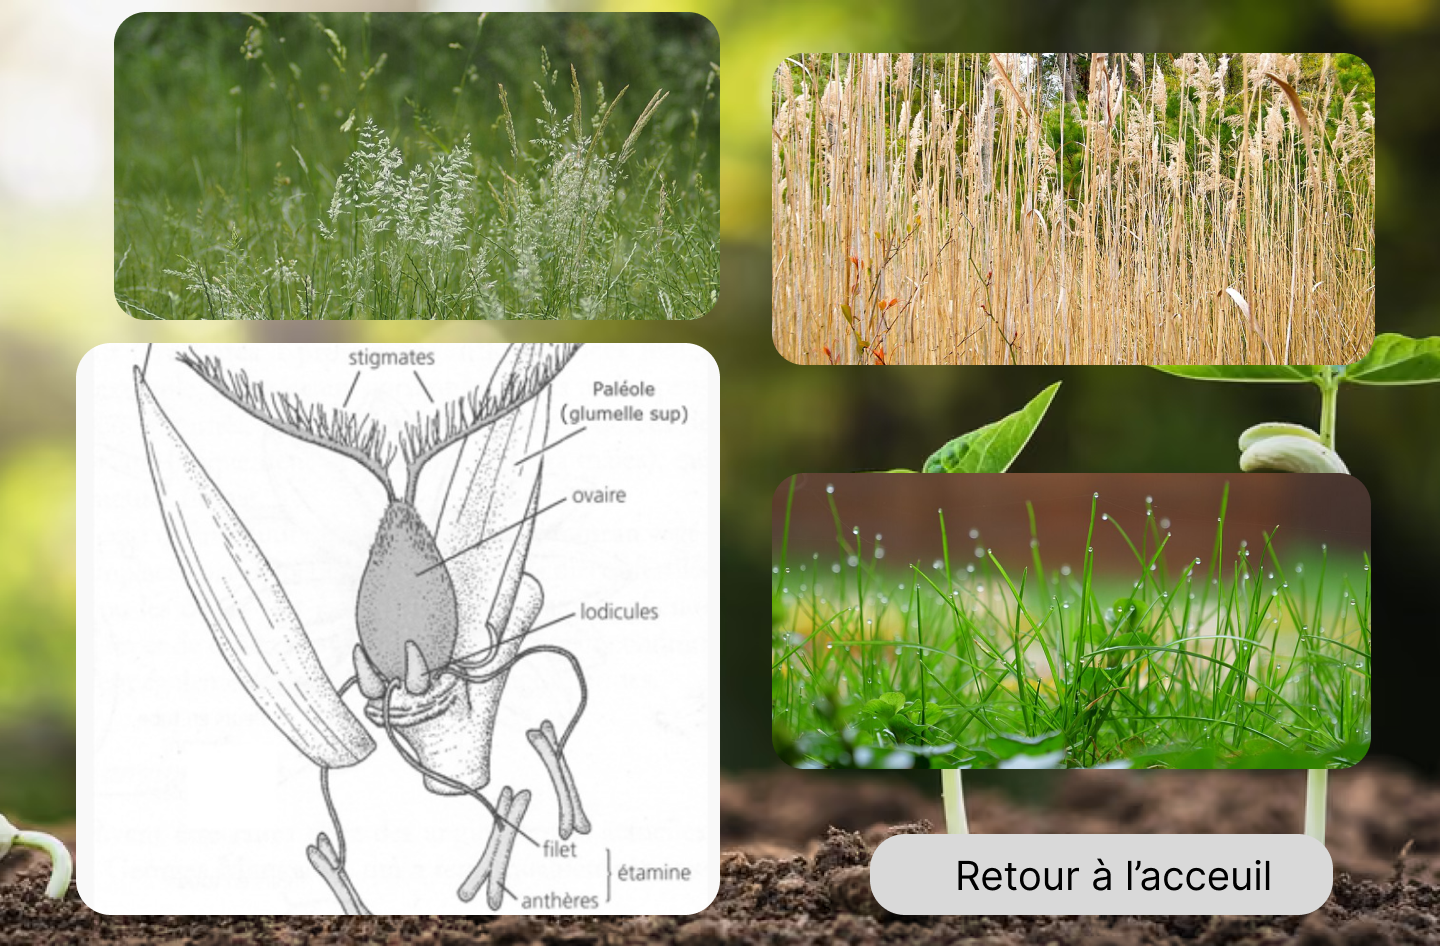 stigmates
Paléole
(glumelle sup)
ovaire
lodicules
filet
étamine
anthères
Retour à l’acceuil